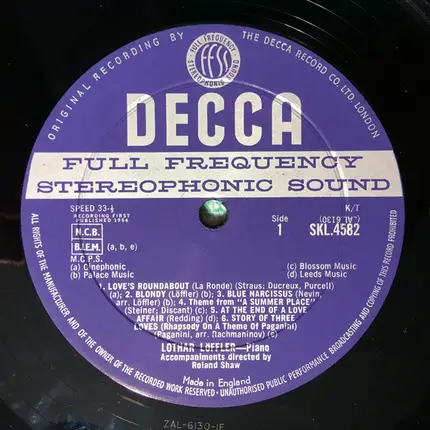 ORIGINAL RECORDING BY THE DECCA RECORD CO. LTD. LONDON
FULL FREQUENCY
FFSS
STEREOPHONIC SOUND
DECCA
FULL FREQUENCY
STEREOPHONIC SOUND
SPEED 33⅓
RECORDING FIRST
PUBLISHED 1964
K/T
(AL.6130)
N.C.B.
Side
1
SKL.4582
B.I.E.M. (a, b, e)
M.C.P.S.
(a) Cinephonic
(c) Blossom Music
(b) Palace Music
(d) Leeds Music
1. LOVE'S ROUNDABOUT (La Ronde) (Straus: Ducreux, Purcell)
(a); 2. BLONDY (Löffler) (b); 3. BLUE NARCISSUS (Nevin,
arr. Löffler) (b); 4. Theme from "A SUMMER PLACE"
(Steiner: Discant) (c); 5. AT THE END OF A LOVE
AFFAIR (Redding) (d); 6. STORY OF THREE
LOVES (Rhapsody On A Theme Of Paganini)
(Paganini, arr. Rachmaninov) (c)
LOTHAR LÖFFLER—Piano
Accompaniments directed by
Roland Shaw
Made in England
ALL RIGHTS OF THE MANUFACTURER AND OF THE OWNER OF THE RECORDED WORK RESERVED · UNAUTHORISED PUBLIC PERFORMANCE BROADCASTING AND COPYING OF THIS RECORD PROHIBITED
ZAL-6130-1F